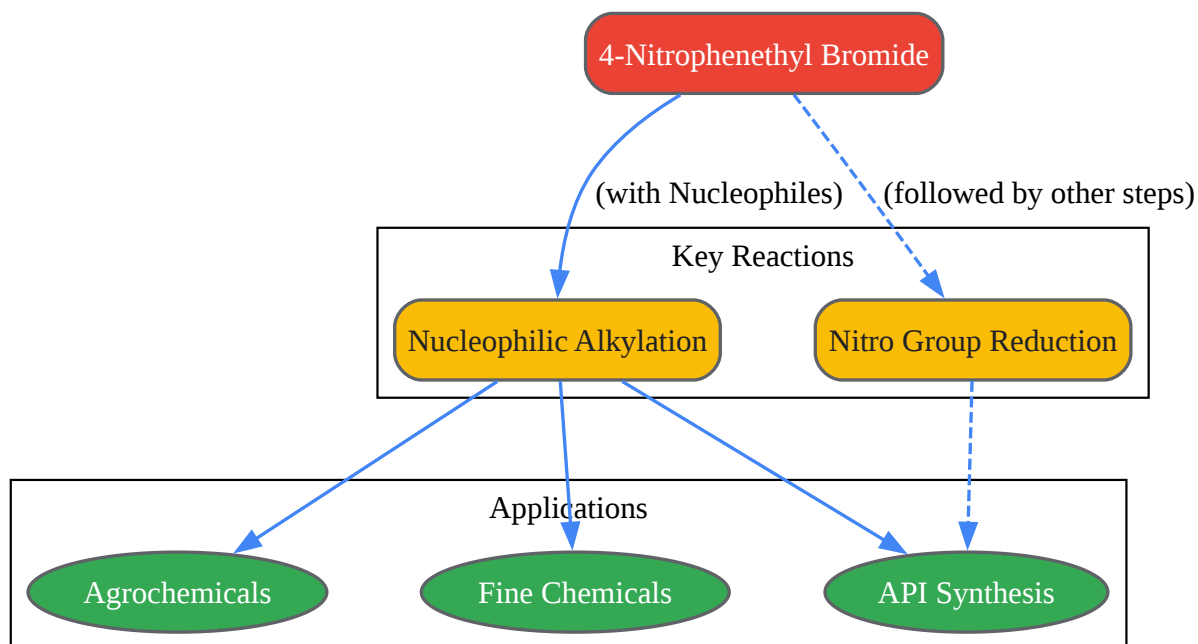 4-Nitrophenethyl Bromide
(with Nucleophiles)
(followed by other steps)
Key Reactions
Nucleophilic Alkylation
Nitro Group Reduction
Applications
Agrochemicals
Fine Chemicals
API Synthesis